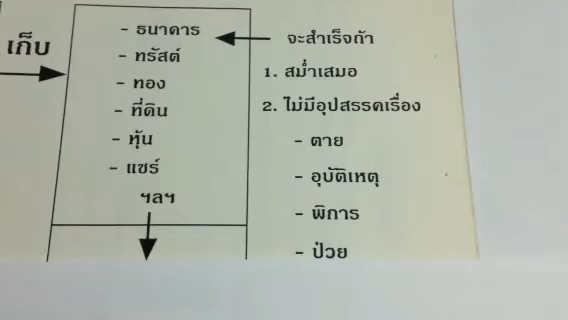 เก็บ
- ธนาคาร
- ทรัสต์
- ทอง
- ที่ดิน
- หุ้น
- แชร์
ฯลฯ
จะสำเร็จถ้า
1. สม่ำเสมอ
2. ไม่มีอุปสรรคเรื่อง
- ตาย
- อุบัติเหตุ
- พิการ
- ป่วย